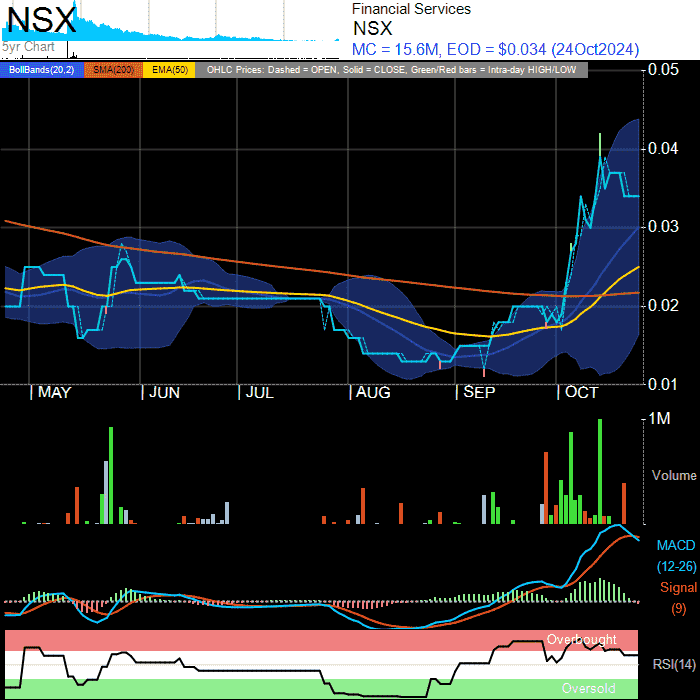 NSX
5yr Chart
Financial Services
NSX
MC = 15.6M, EOD = $0.034 (24Oct2024)
BollBands(20,2) SMA(200) EMA(50) OHLC Prices: Dashed = OPEN, Solid = CLOSE, Green/Red bars = Intra-day HIGH/LOW
0.05
0.04
0.03
0.02
0.01
MAY JUN JUL AUG SEP OCT
1M
Volume
MACD
(12-26)
Signal
(9)
Overbought
RSI(14)
Oversold